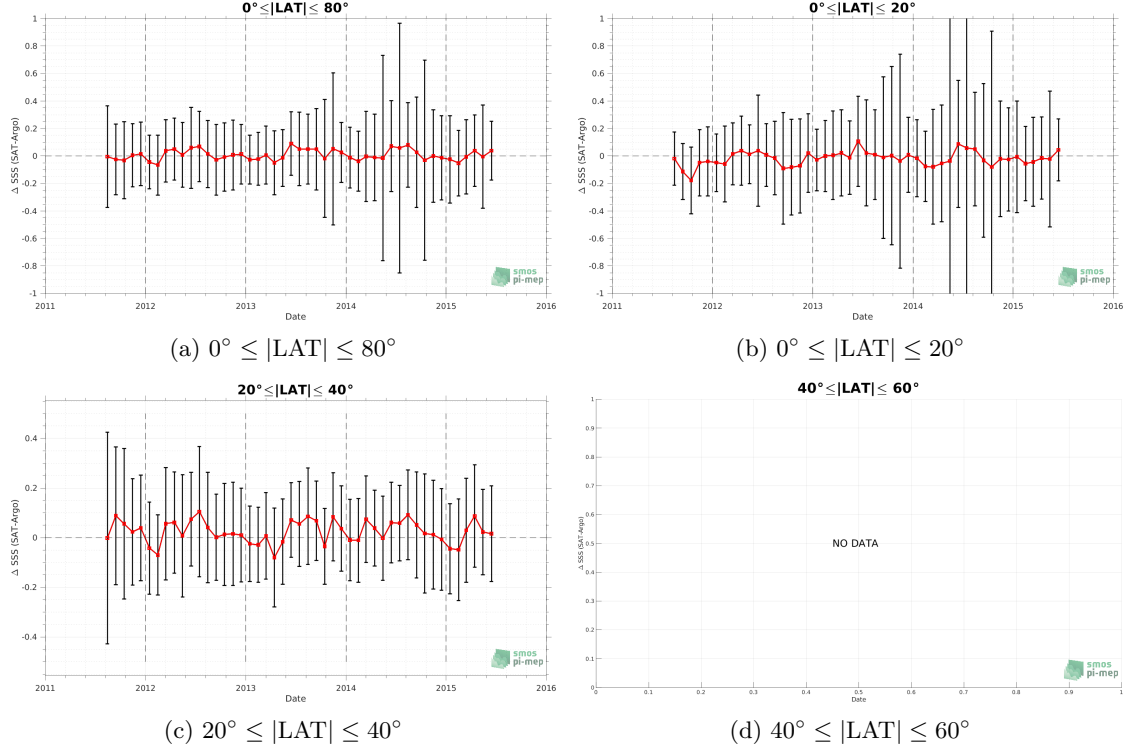 0°≤|LAT|≤ 80°
1
0.8
0.6
0.4
0.2
0
-0.2
-0.4
-0.6
-0.8
-1
Δ SSS (SAT-Argo)
2011
2012
2013
2014
2015
2016
Date
smos
pi-mep
(a) 0° ≤ |LAT| ≤ 80°
0°≤|LAT|≤ 20°
1
0.8
0.6
0.4
0.2
0
-0.2
-0.4
-0.6
-0.8
-1
Δ SSS (SAT-Argo)
2011
2012
2013
2014
2015
2016
Date
smos
pi-mep
(b) 0° ≤ |LAT| ≤ 20°
20°≤|LAT|≤ 40°
0.4
0.2
0
-0.2
-0.4
Δ SSS (SAT-Argo)
2011
2012
2013
2014
2015
2016
Date
smos
pi-mep
(c) 20° ≤ |LAT| ≤ 40°
40°≤|LAT|≤ 60°
1
0.9
0.8
0.7
0.6
0.5
0.4
0.3
0.2
0.1
0
Δ SSS (SAT-Argo)
NO DATA
0
0.1
0.2
0.3
0.4
0.5
0.6
0.7
0.8
0.9
1
Date
smos
pi-mep
(d) 40° ≤ |LAT| ≤ 60°